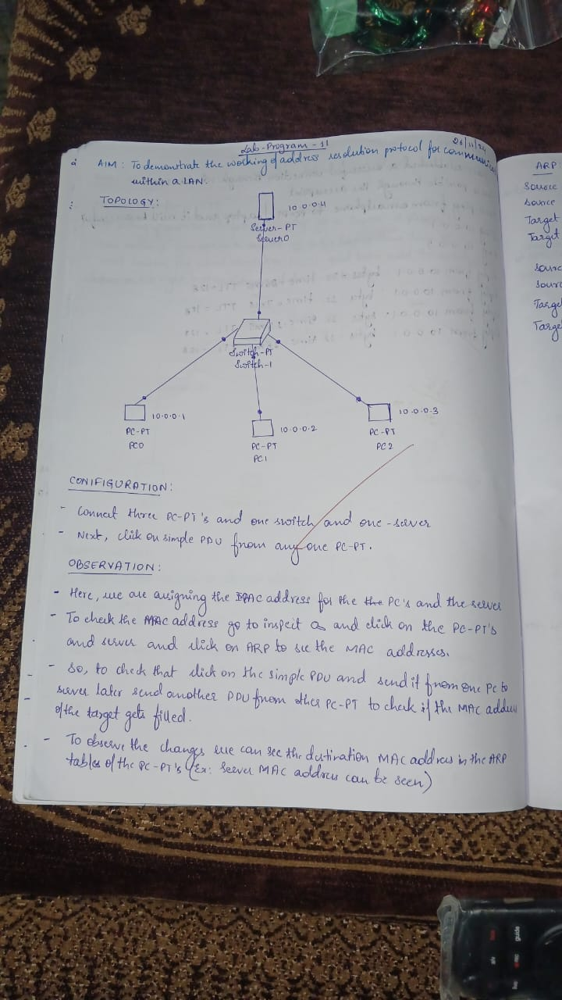 Lab-Program-11
26/11/24
AIM: To demonstrate the working of address resolution protocol for
within a LAN.
TOPOLOGY:
10.0.0.4
Server-PT
Server0
Switch-PT
Switch-1
10.0.0.1
PC-PT
PC0
10.0.0.2
PC-PT
PC1
10.0.0.3
PC-PT
PC2
CONIFIGURATION:
- Connect three PC-PT's and one switch and one-server
- Next, click on simple PDU from any one PC-PT.
OBSERVATION:
- Here, we are assigning the address for the PC's and the server
- To check the MAC address go to inspect and click on the PC-PT's
and server and click on ARP to see the MAC addresses.
- So, to check that click on the simple PDU and send it from one PC to
server later send another PDU from other PC-PT to check if the MAC address
of the target gets filled.
- To observe the changes we can see the destination MAC address in the ARP
tables of the PC-PT's (Ex: Server MAC address can be seen)
ARP
Source
Source
Target
Target
Target
guide